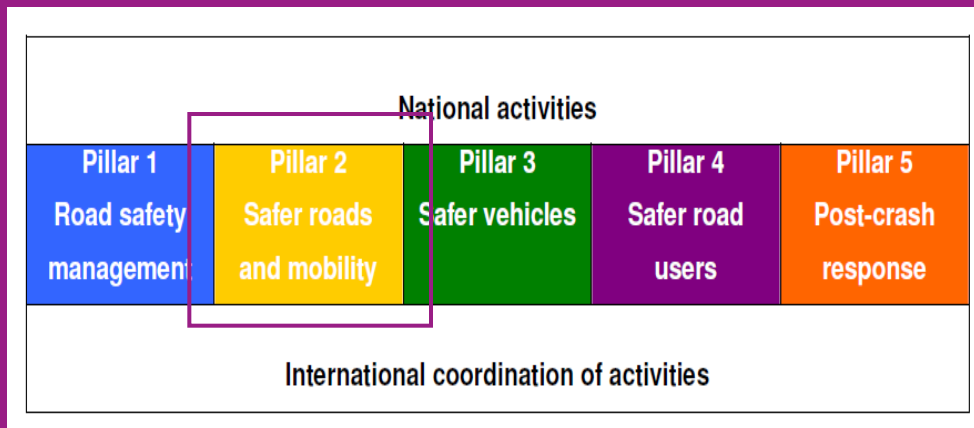 National activities
Pillar 1
Road safety
management
Pillar 2
Safer roads
and mobility
Pillar 3
Safer vehicles
Pillar 4
Safer road
users
Pillar 5
Post-crash
response
International coordination of activities